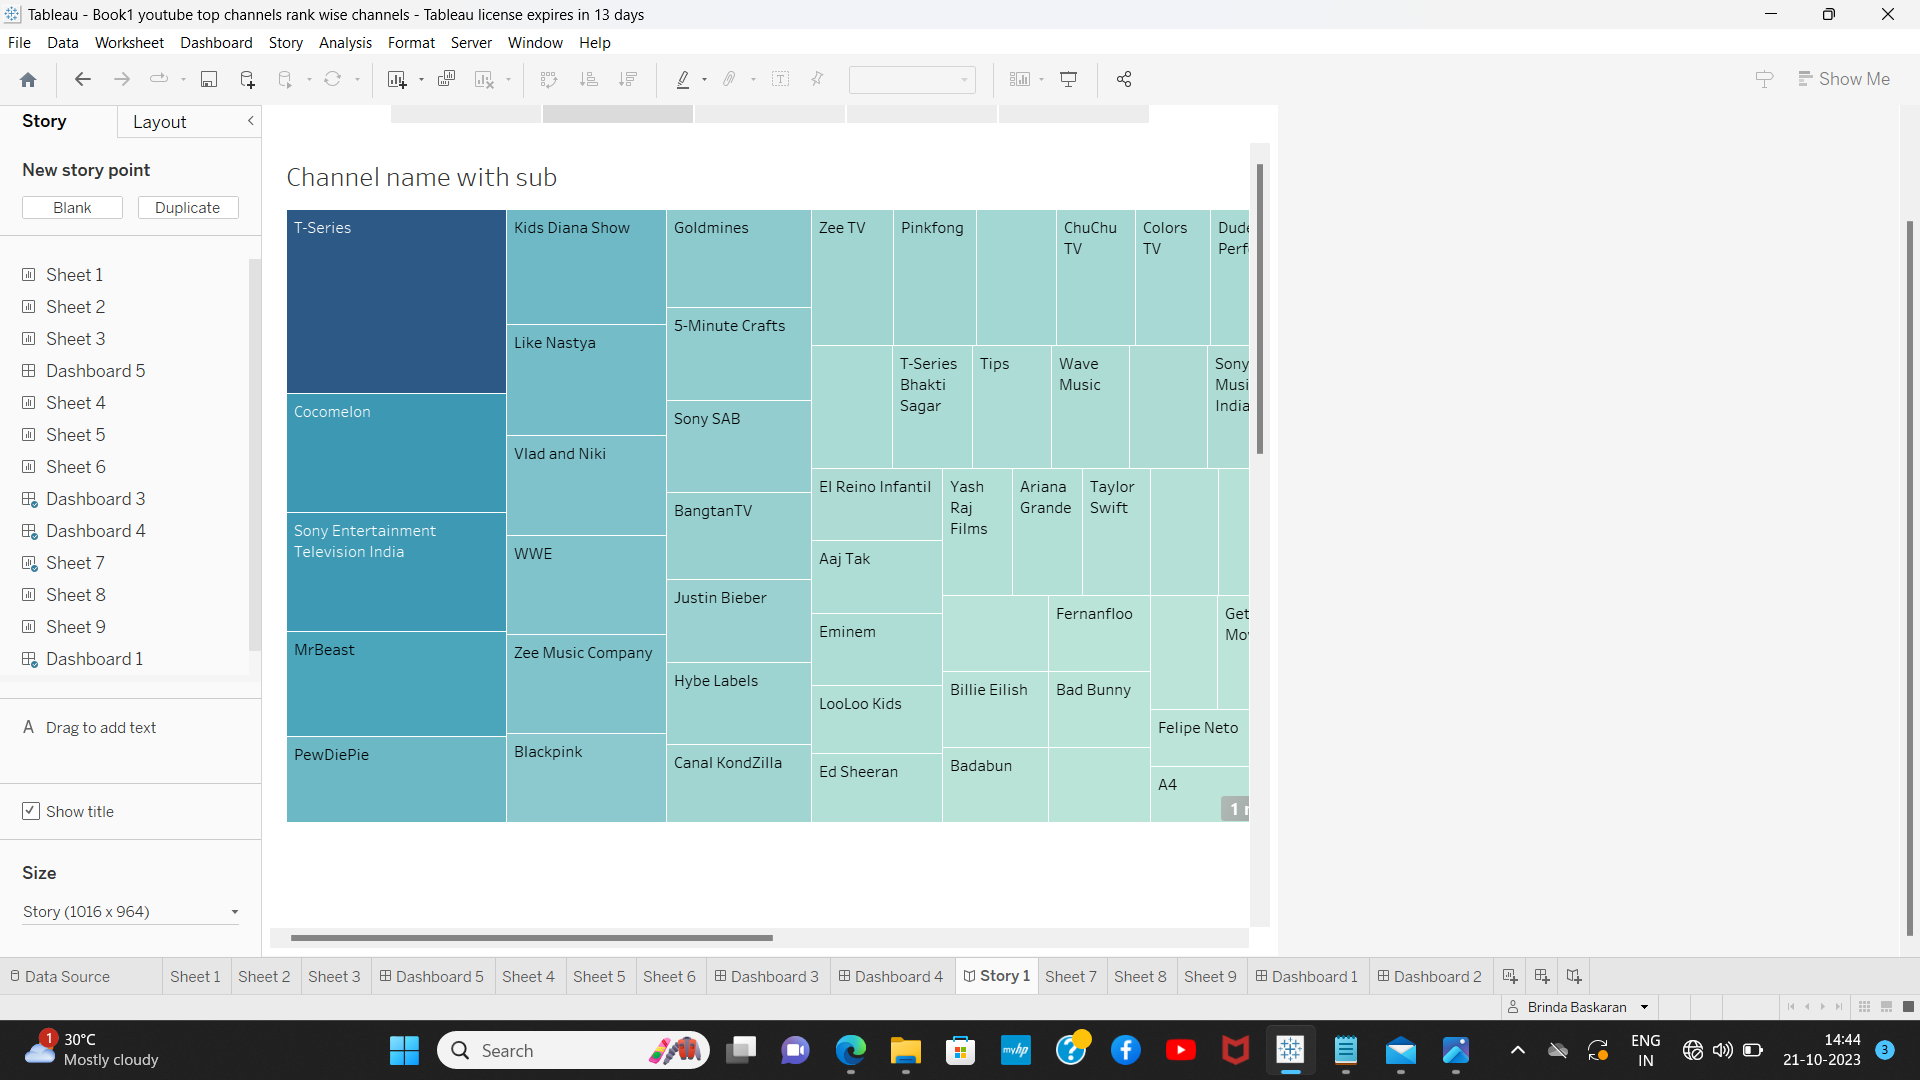 Tableau - Book1 youtube top channels rank wise channels - Tableau license expires in 13 days
File Data Worksheet Dashboard Story Analysis Format Server Window Help
Show Me
Story Layout
New story point
Blank Duplicate
Sheet 1
Sheet 2
Sheet 3
Dashboard 5
Sheet 4
Sheet 5
Sheet 6
Dashboard 3
Dashboard 4
Sheet 7
Sheet 8
Sheet 9
Dashboard 1
A Drag to add text
Show title
Size
Story (1016 x 964)
Channel name with sub
T-Series
Cocomelon
Sony Entertainment
Television India
MrBeast
PewDiePie
Kids Diana Show
Like Nastya
Vlad and Niki
WWE
Zee Music Company
Blackpink
Goldmines
5-Minute Crafts
Sony SAB
BangtanTV
Justin Bieber
Hybe Labels
Canal KondZilla
Zee TV
Pinkfong
ChuChu
TV
Colors
TV
Dude
Perf
T-Series
Bhakti
Sagar
Tips
Wave
Music
Sony
Musi
India
El Reino Infantil
Aaj Tak
Eminem
LooLoo Kids
Ed Sheeran
Yash
Raj
Films
Ariana
Grande
Taylor
Swift
Fernanfloo
Billie Eilish
Bad Bunny
Badabun
Get
Mov
Felipe Neto
A4
1 r
Data Source Sheet 1 Sheet 2 Sheet 3 Dashboard 5 Sheet 4 Sheet 5 Sheet 6 Dashboard 3 Dashboard 4 Story 1 Sheet 7 Sheet 8 Sheet 9 Dashboard 1 Dashboard 2
Brinda Baskaran
1
30°C
Mostly cloudy
Search
myhp
ENG
IN
14:44
21-10-2023
3